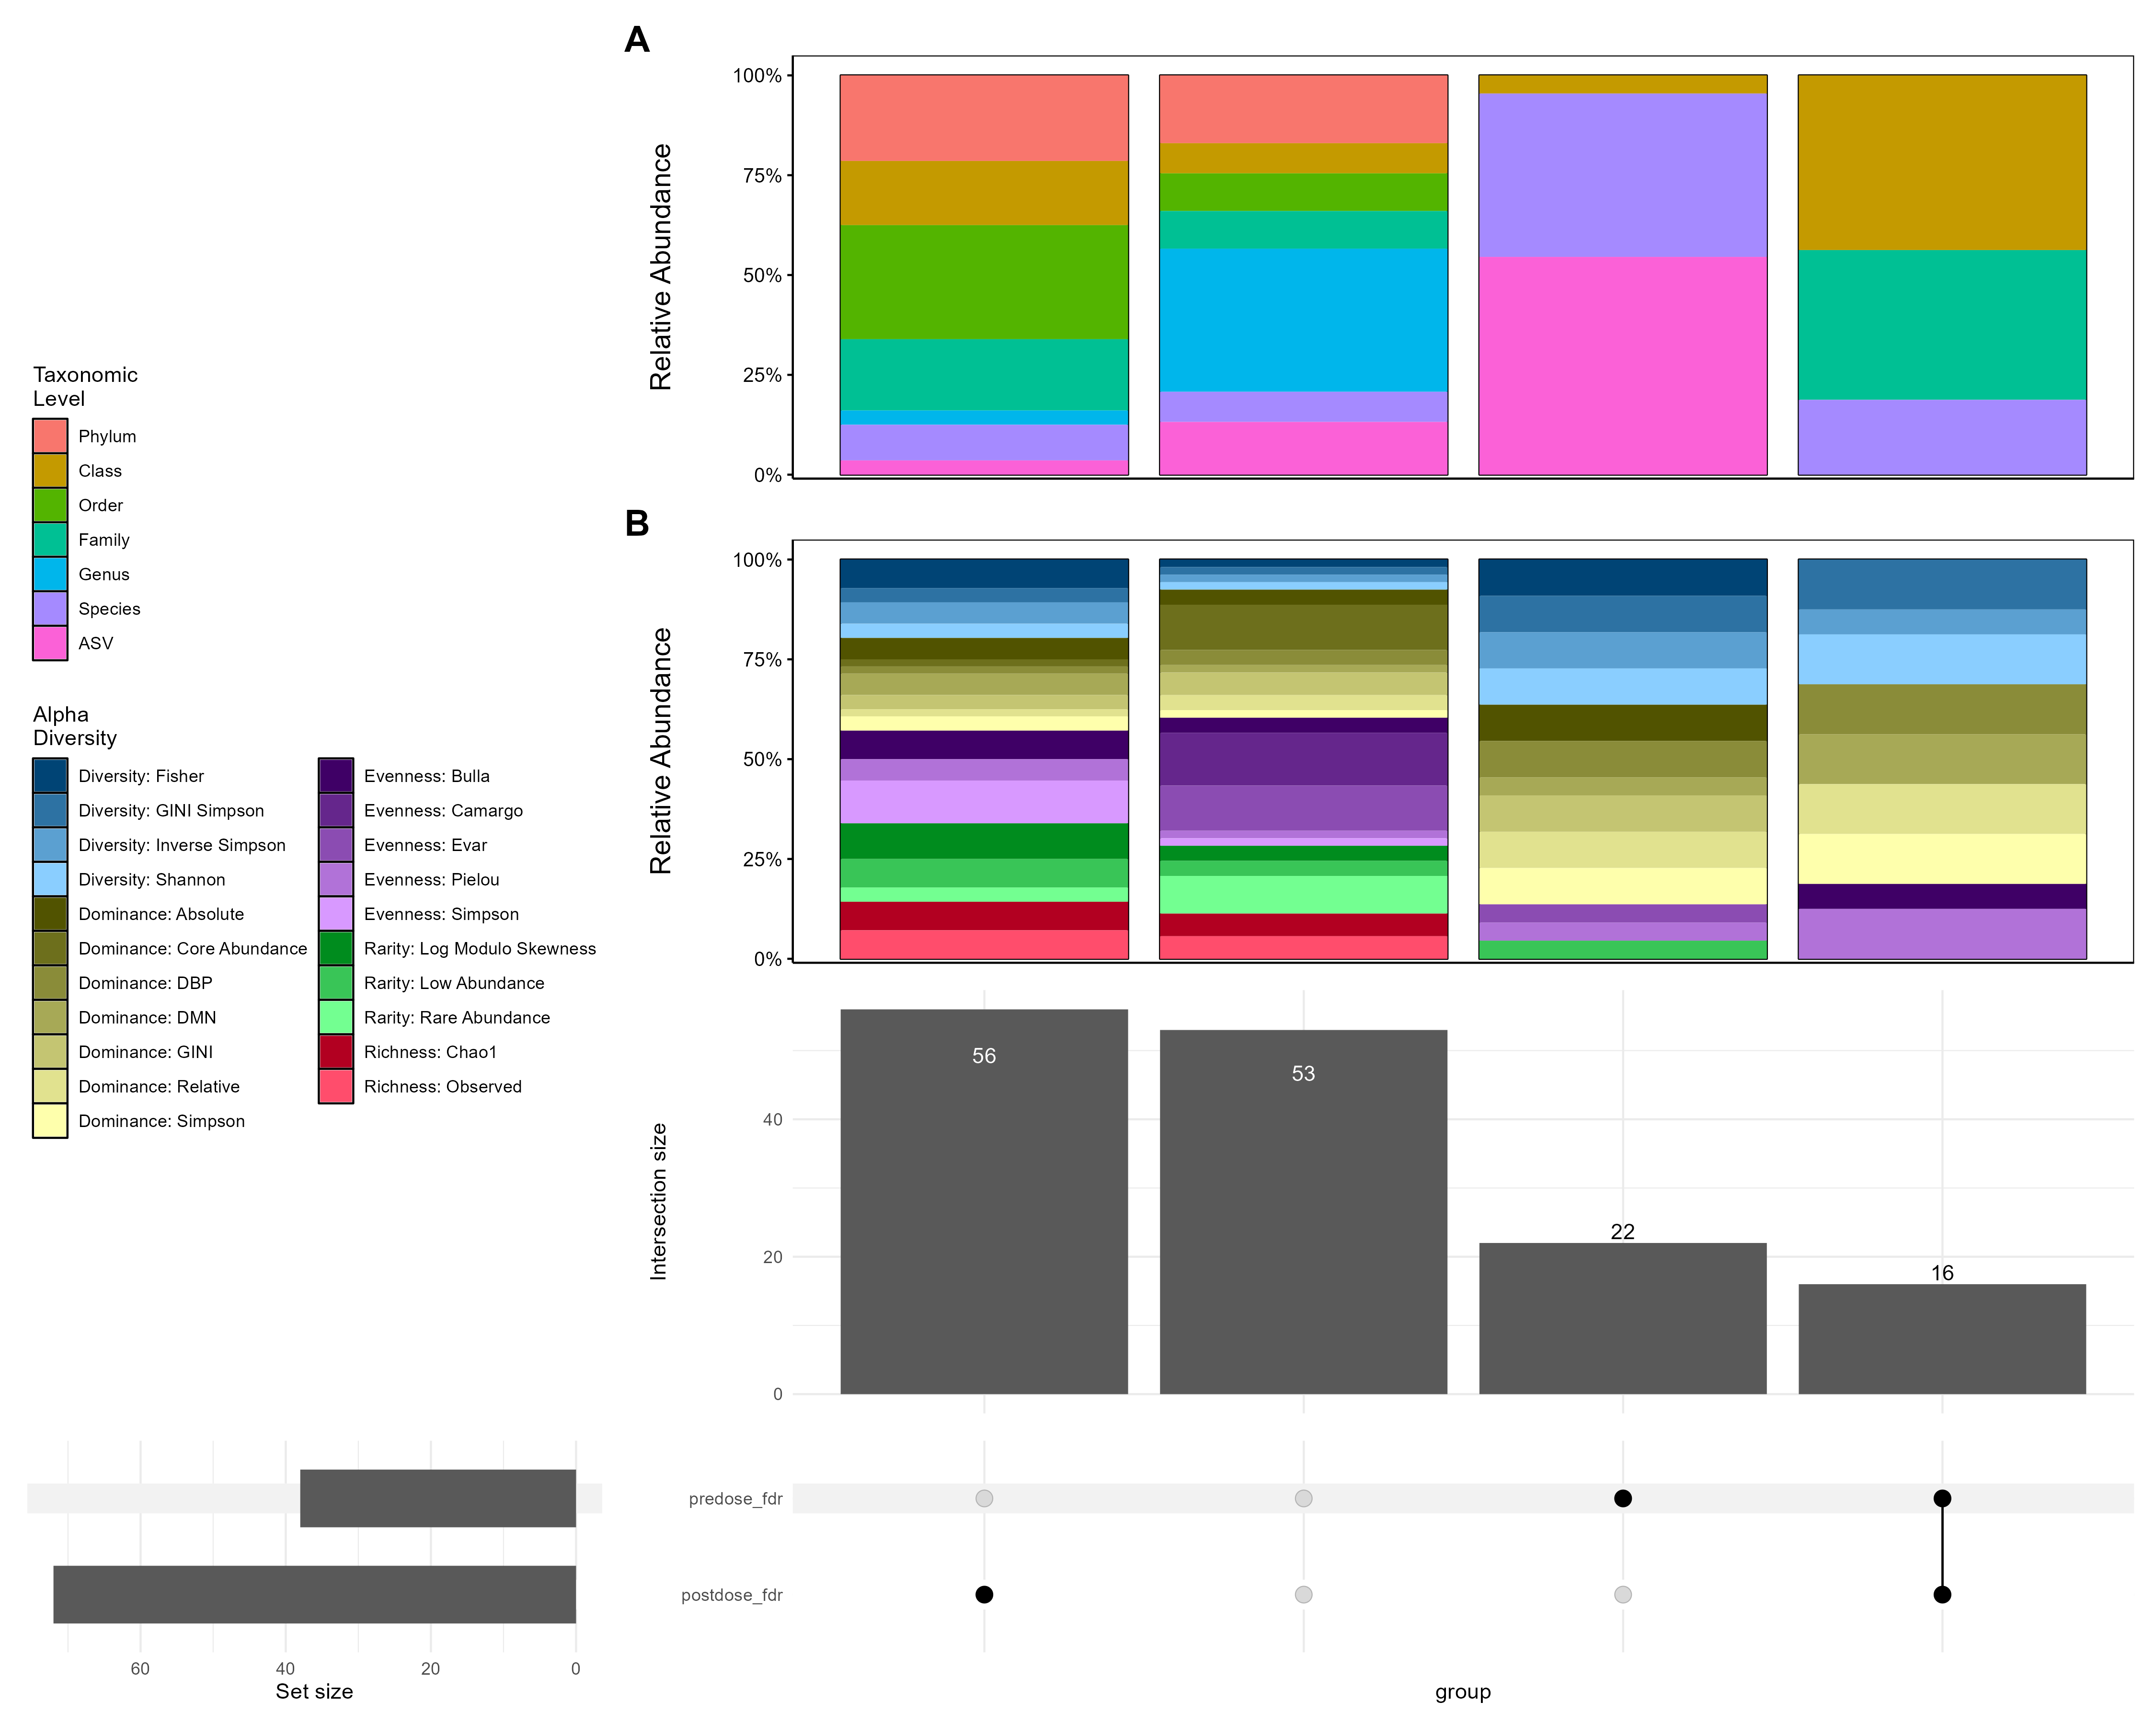 A
100%
75%
50%
25%
0%
Relative Abundance
Taxonomic
Level
Phylum
Class
Order
Family
Genus
Species
ASV
B
100%
75%
50%
25%
0%
Relative Abundance
Alpha
Diversity
Diversity: Fisher
Diversity: GINI Simpson
Diversity: Inverse Simpson
Diversity: Shannon
Dominance: Absolute
Dominance: Core Abundance
Dominance: DBP
Dominance: DMN
Dominance: GINI
Dominance: Relative
Dominance: Simpson
Evenness: Bulla
Evenness: Camargo
Evenness: Evar
Evenness: Pielou
Evenness: Simpson
Rarity: Log Modulo Skewness
Rarity: Low Abundance
Rarity: Rare Abundance
Richness: Chao1
Richness: Observed
56
53
22
16
40
20
0
Intersection size
predose_fdr
postdose_fdr
60 40 20 0
Set size
group